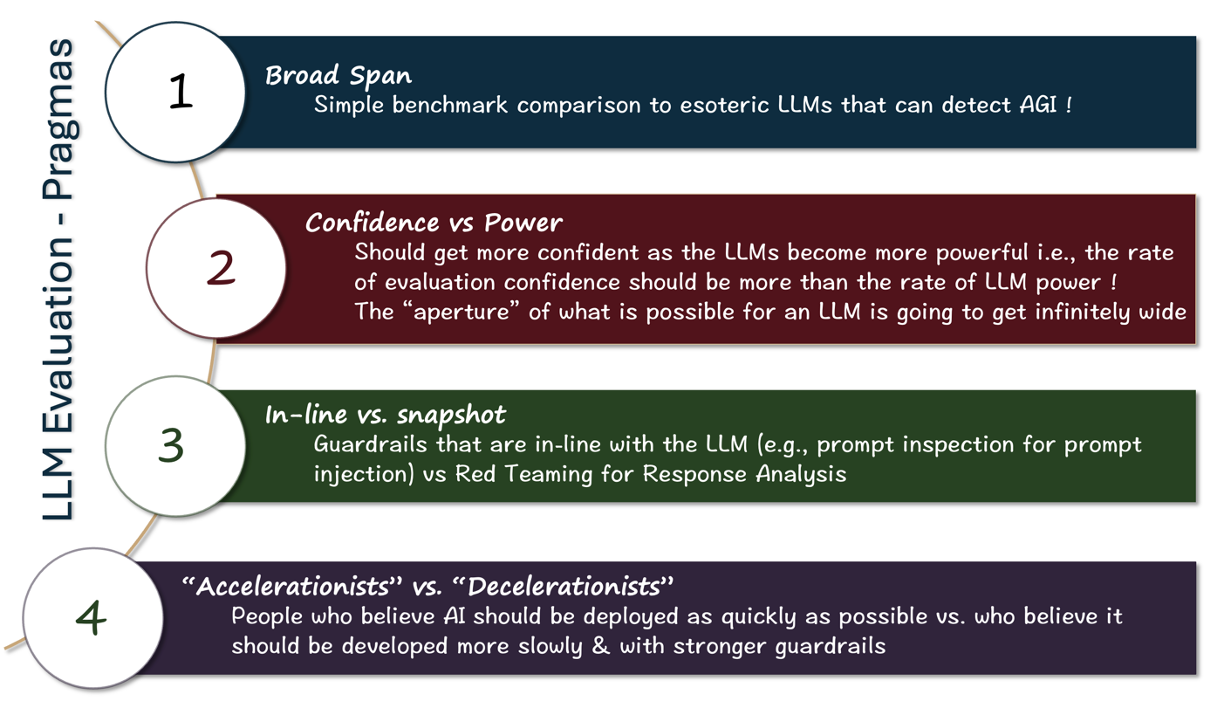 LLM Evaluation - Pragmas
1
Broad Span
Simple benchmark comparison to esoteric LLMs that can detect AGI !
2
Confidence vs Power
Should get more confident as the LLMs become more powerful i.e., the rate
of evaluation confidence should be more than the rate of LLM power !
The “aperture” of what is possible for an LLM is going to get infinitely wide
3
In-line vs. snapshot
Guardrails that are in-line with the LLM (e.g., prompt inspection for prompt
injection) vs Red Teaming for Response Analysis
4
“Accelerationists” vs. “Decelerationists”
People who believe AI should be deployed as quickly as possible vs. who believe it
should be developed more slowly & with stronger guardrails